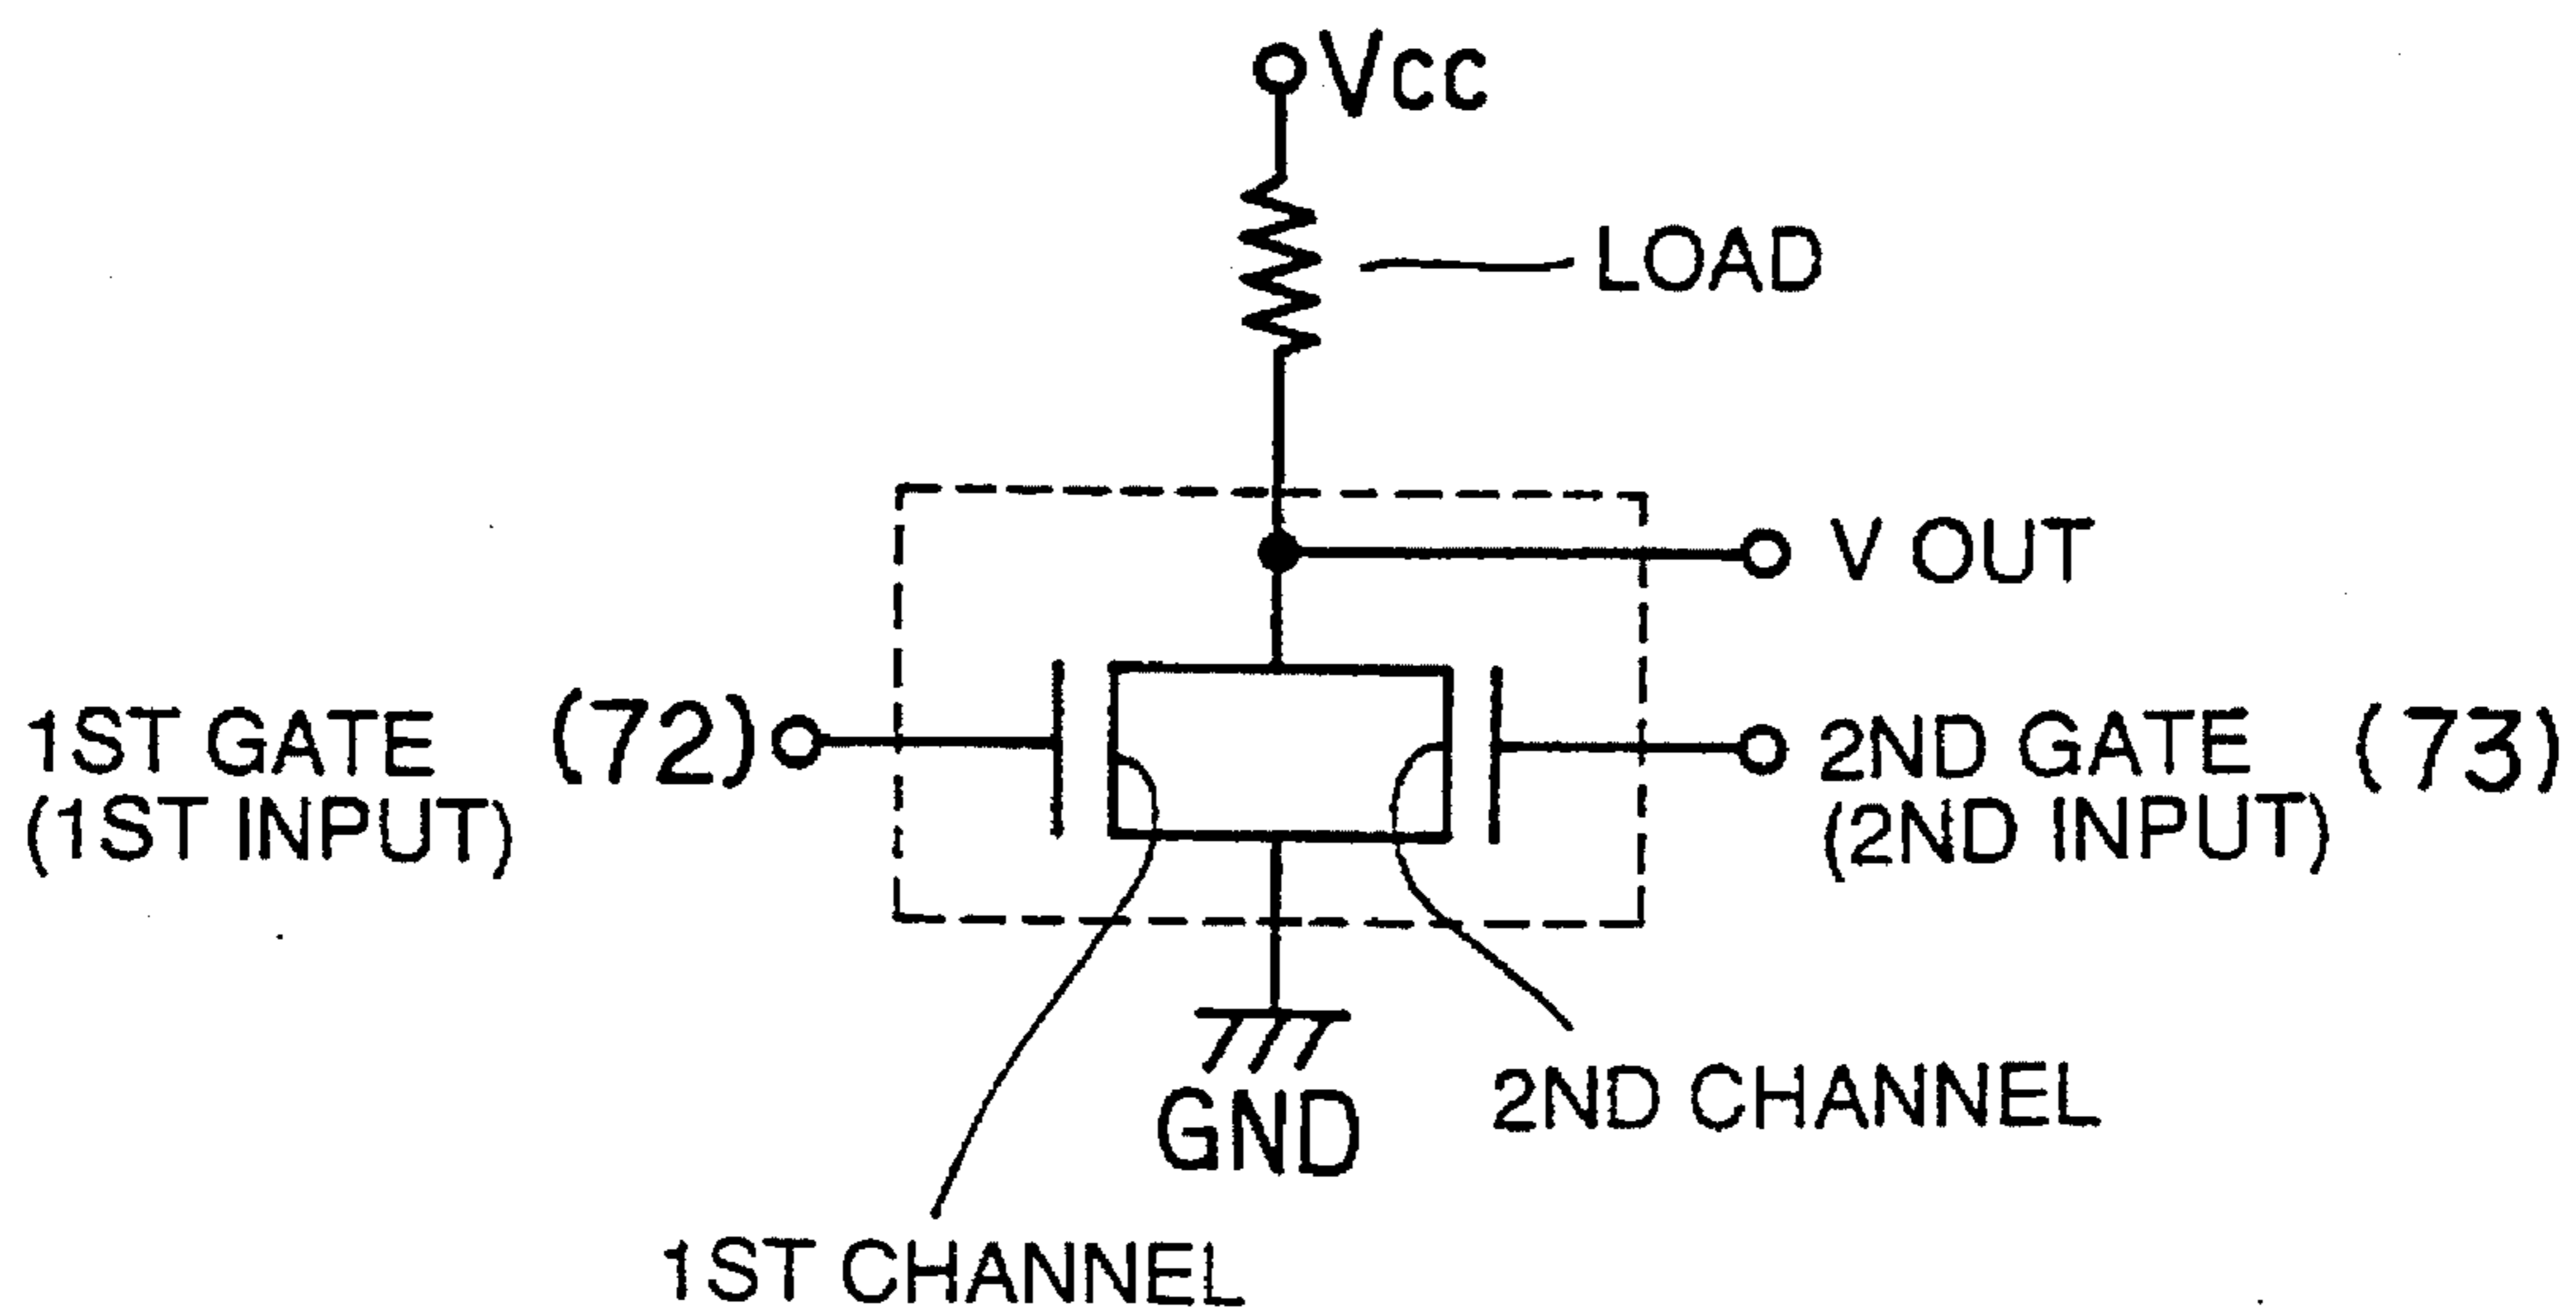 Vcc
LOAD
V OUT
1ST GATE (72)
(1ST INPUT)
2ND GATE (73)
(2ND INPUT)
GND
2ND CHANNEL
1ST CHANNEL